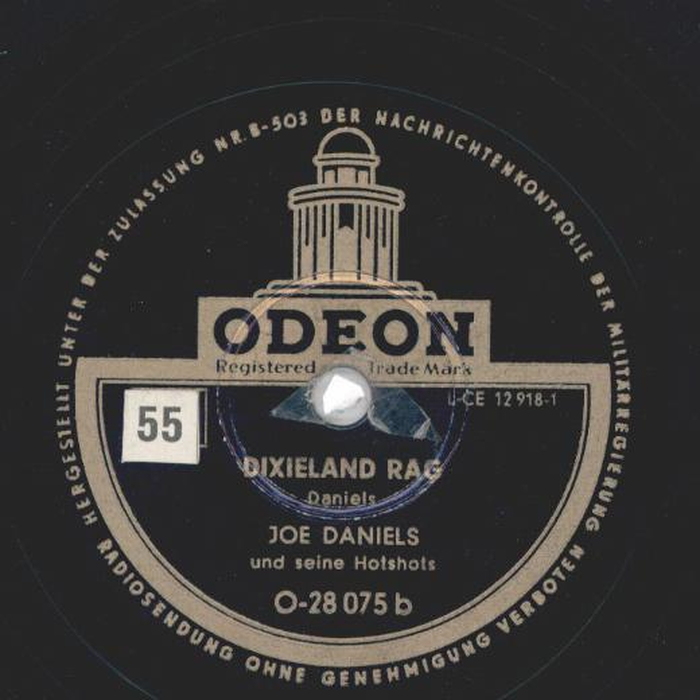 HERGESTELLT UNTER DER ZULASSUNG NR. B-503 DER NACHRICHTENKONTROLLE DER MILITÄRREGIERUNG
ODEON
Registered Trade Mark
55
CE 12 918-1
DIXIELAND RAG
Daniels
JOE DANIELS
und seine Hotshots
O-28 075 b
RADIOSENDUNG OHNE GENEHMIGUNG VERBOTEN